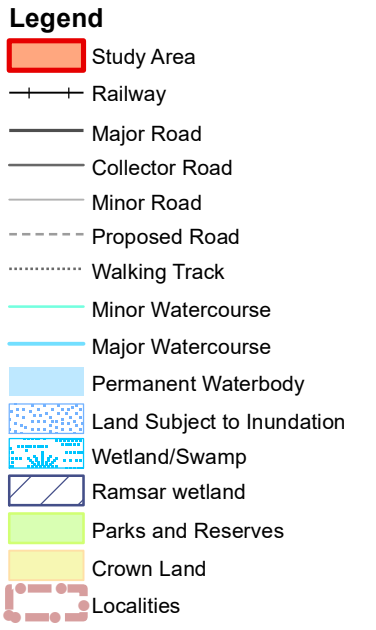 Legend
Study Area
Railway
Major Road
Collector Road
Minor Road
Proposed Road
Walking Track
Minor Watercourse
Major Watercourse
Permanent Waterbody
Land Subject to Inundation
Wetland/Swamp
Ramsar wetland
Parks and Reserves
Crown Land
Localities